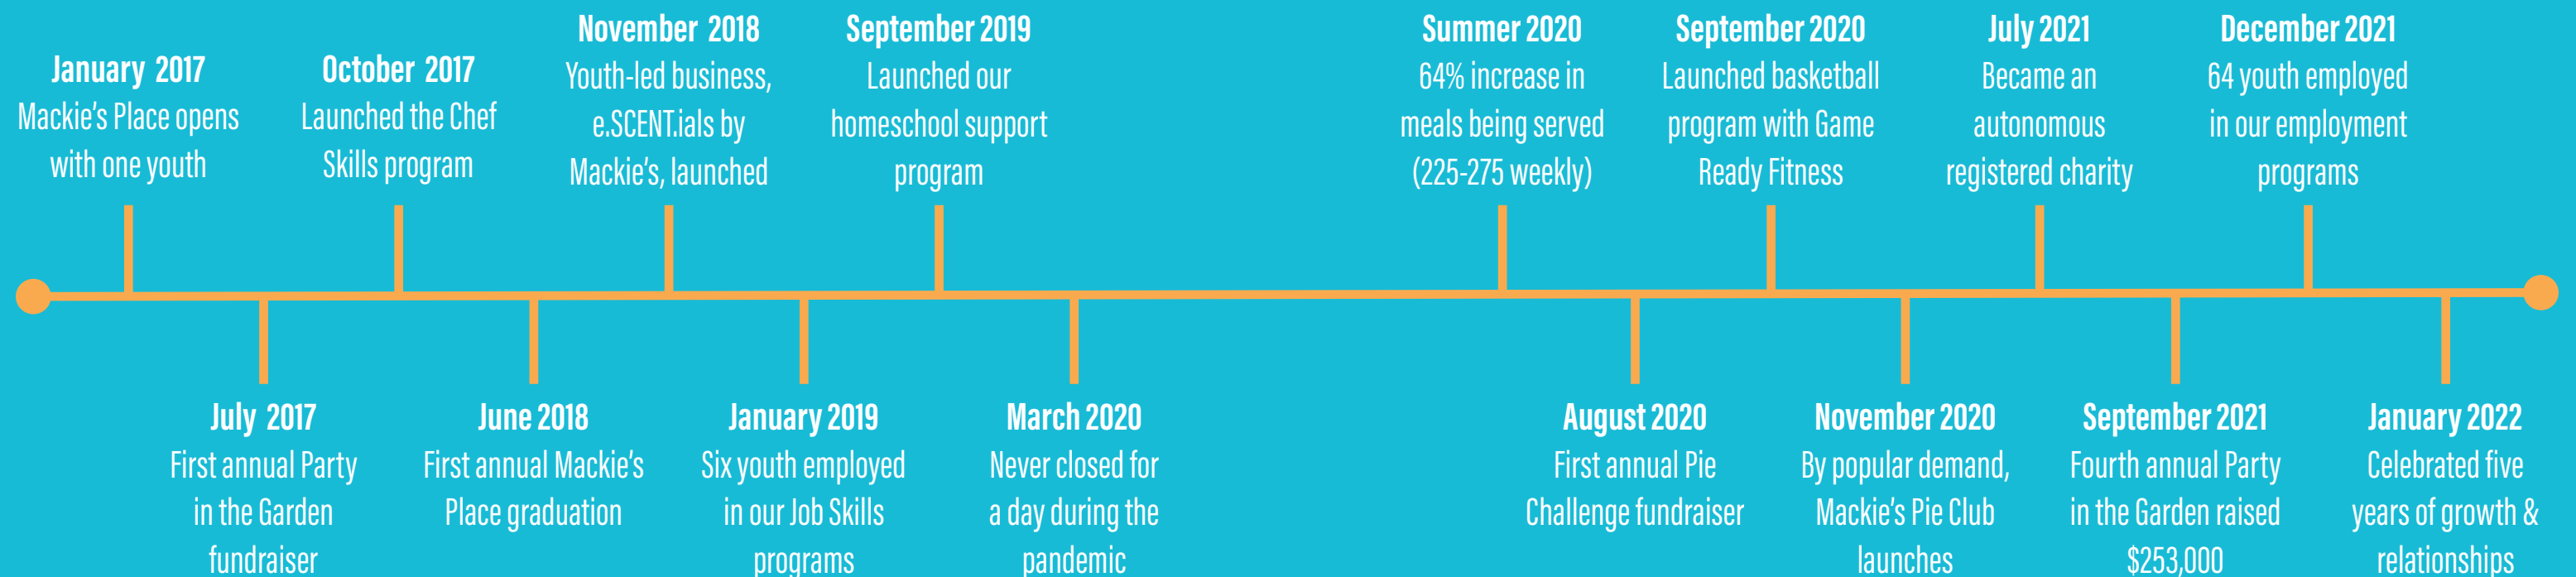 January 2017
Mackie's Place opens
with one youth
October 2017
Launched the Chef
Skills program
November 2018
Youth-led business,
e.SCENT.ials by
Mackie's, launched
September 2019
Launched our
homeschool support
program
Summer 2020
64% increase in
meals being served
(225-275 weekly)
September 2020
Launched basketball
program with Game
Ready Fitness
July 2021
Became an
autonomous
registered charity
December 2021
64 youth employed
in our employment
programs
July 2017
First annual Party
in the Garden
fundraiser
June 2018
First annual Mackie's
Place graduation
January 2019
Six youth employed
in our Job Skills
programs
March 2020
Never closed for
a day during the
pandemic
August 2020
First annual Pie
Challenge fundraiser
November 2020
By popular demand,
Mackie's Pie Club
launches
September 2021
Fourth annual Party
in the Garden raised
$253,000
January 2022
Celebrated five
years of growth &
relationships